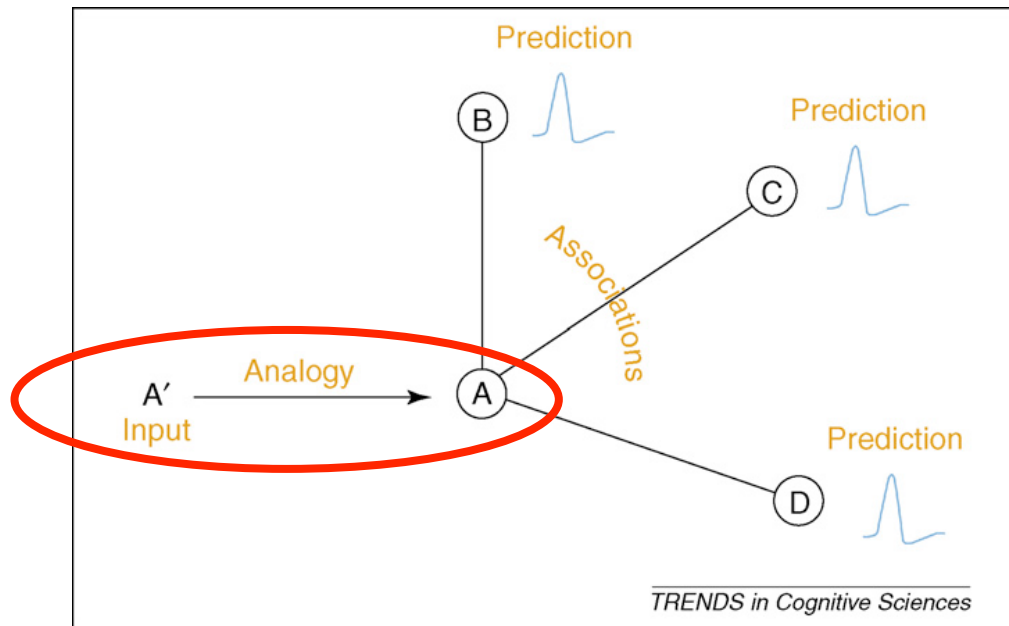 Prediction
B
Prediction
C
Associations
Analogy
A′
A
Input
Prediction
D
TRENDS in Cognitive Sciences